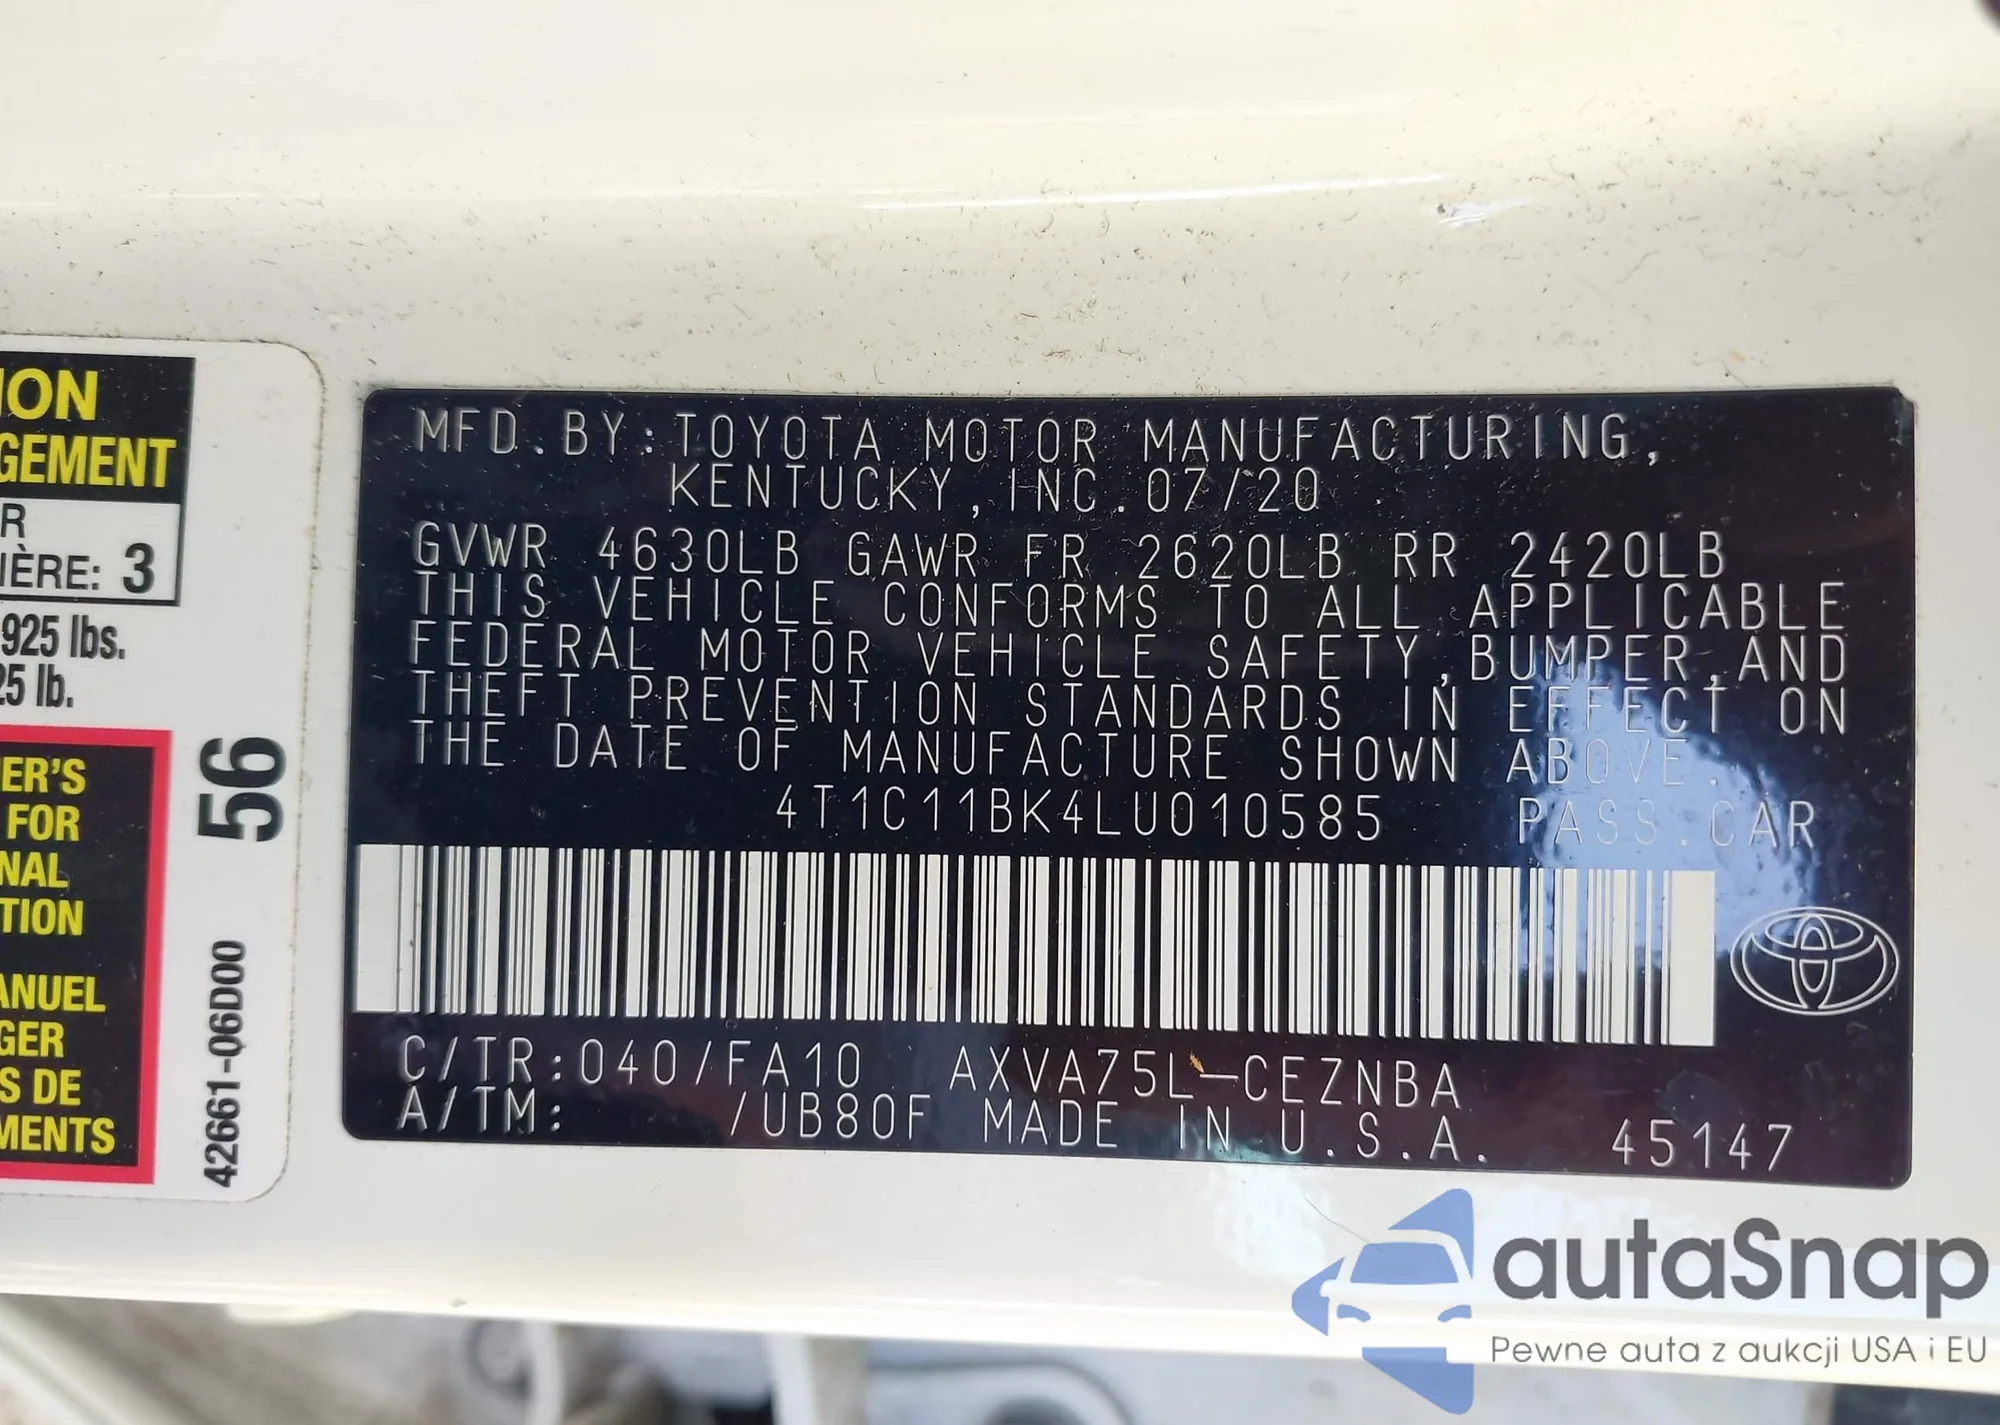 ION
GEMENT
R
IÈRE: 3
925 lbs.
25 lb.
ER'S
FOR
NAL
TION
ANUEL
GER
S DE
MENTS
56
42661-06D00
MFD.BY:TOYOTA MOTOR MANUFACTURING,
KENTUCKY,INC.07/20
GVWR 4630LB GAWR FR 2620LB RR 2420LB
THIS VEHICLE CONFORMS TO ALL APPLICABLE
FEDERAL MOTOR VEHICLE SAFETY,BUMPER,AND
THEFT PREVENTION STANDARDS IN EFFECT ON
THE DATE OF MANUFACTURE SHOWN ABOVE.
4T1C11BK4LU010585 PASS.CAR
C/TR:040/FA10 AXVA75L-CEZNBA
A/TM: /UB80F MADE IN U.S.A. 45147
autaSnap
Pewne auta z aukcji USA i EU